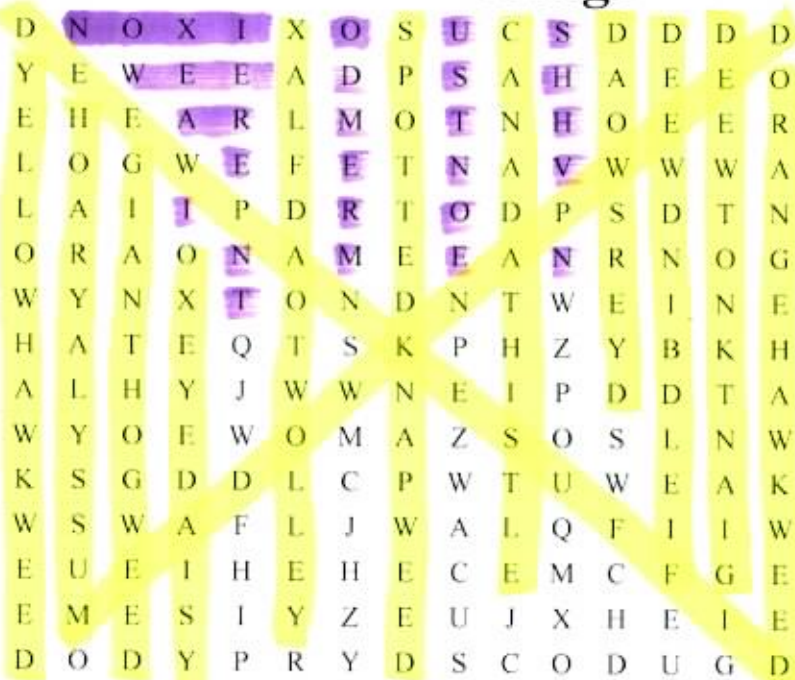 D N O X I X O S U C S D D D D
Y E W E E A D P S A H A E E O
E H E A R L M O T N H O E E R
L O G W E F E T N A V W W W A
L A I I P D R T O D P S D T N
O R A O N A M E E A N R N O G
W Y N X T O N D N T W E I N E
H A T E Q T S K P H Z Y B K H
A L H Y J W W N E I P D D T A
W Y O E W O M A Z S O S L N W
K S G D D L C P W T U W E A K
W S W A F L J W A L Q F I I W
E U E I H E H E C E M C F G E
E M E S I Y Z E U J X H E I E
D O D Y P R Y D S C O D U G D